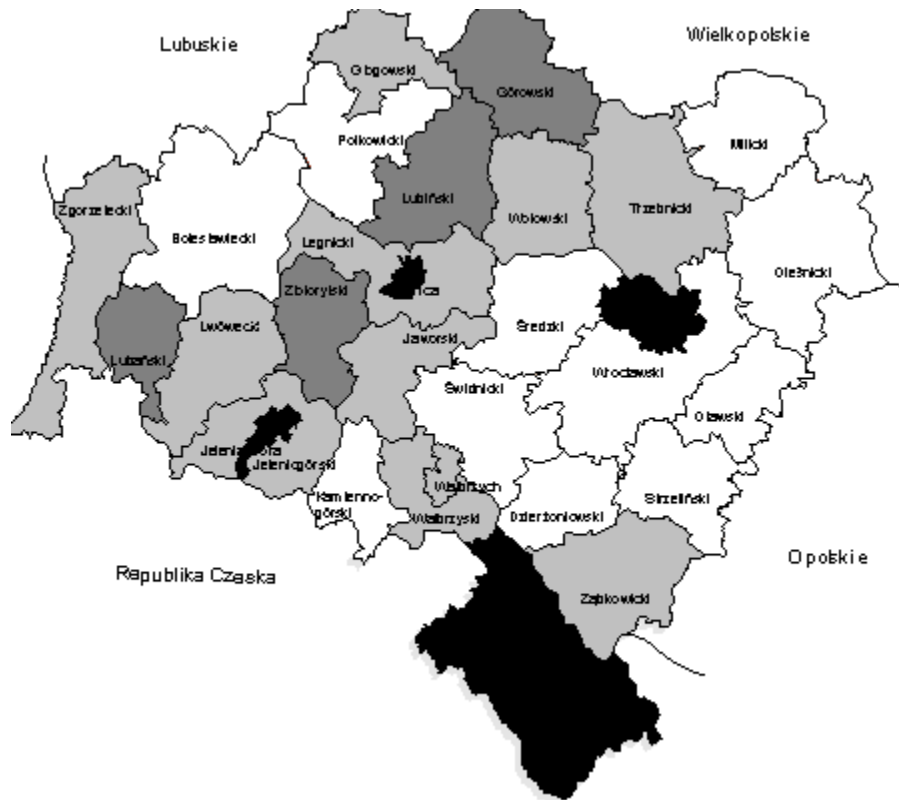 Lubuskie
Wielkopolskie
Głogowski
Górowski
Polkowicki
Milicki
Lubiński
Zgorzelecki
Wołowski
Trzebnicki
Bolesławiecki
Legnicki
Oleśnicki
Złotoryjski
ica
Lwówecki
Średzki
Jaworski
Lubański
Wrocławski
Świdnicki
Oławski
Jelenia Góra
Jeleniogórski
Wałbrzych
Kamienno-
górski
Strzeliński
Wałbrzyski
Dzierżoniowski
Opolskie
Republika Czeska
Ząbkowicki